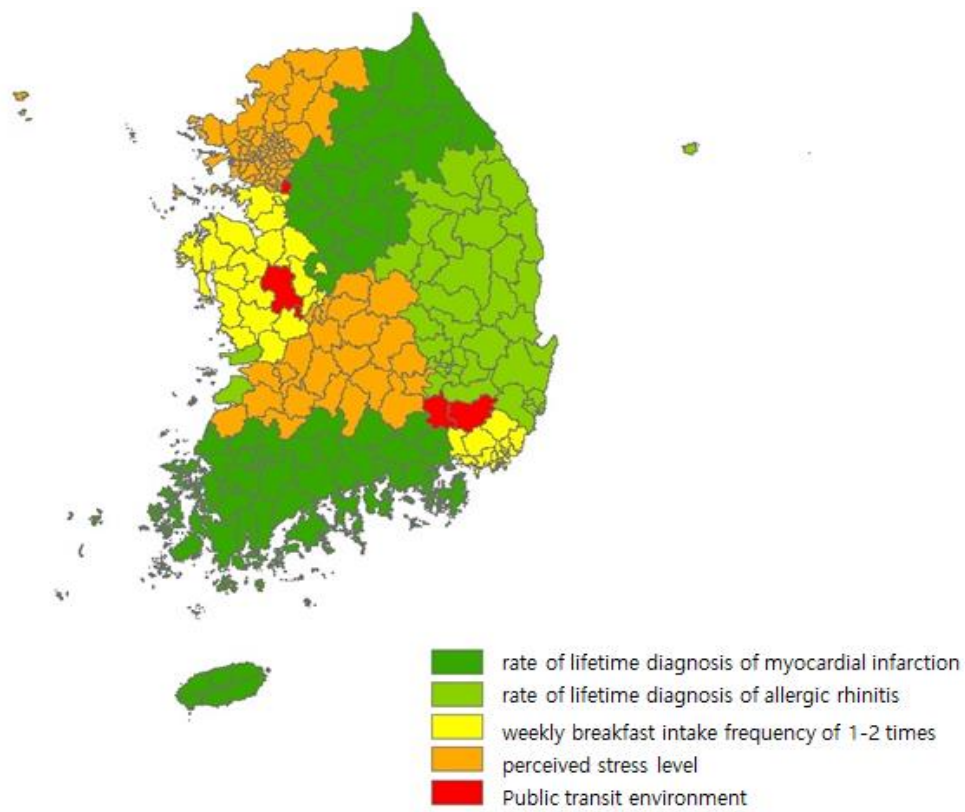 rate of lifetime diagnosis of myocardial infarction
rate of lifetime diagnosis of allergic rhinitis
weekly breakfast intake frequency of 1-2 times
perceived stress level
Public transit environment